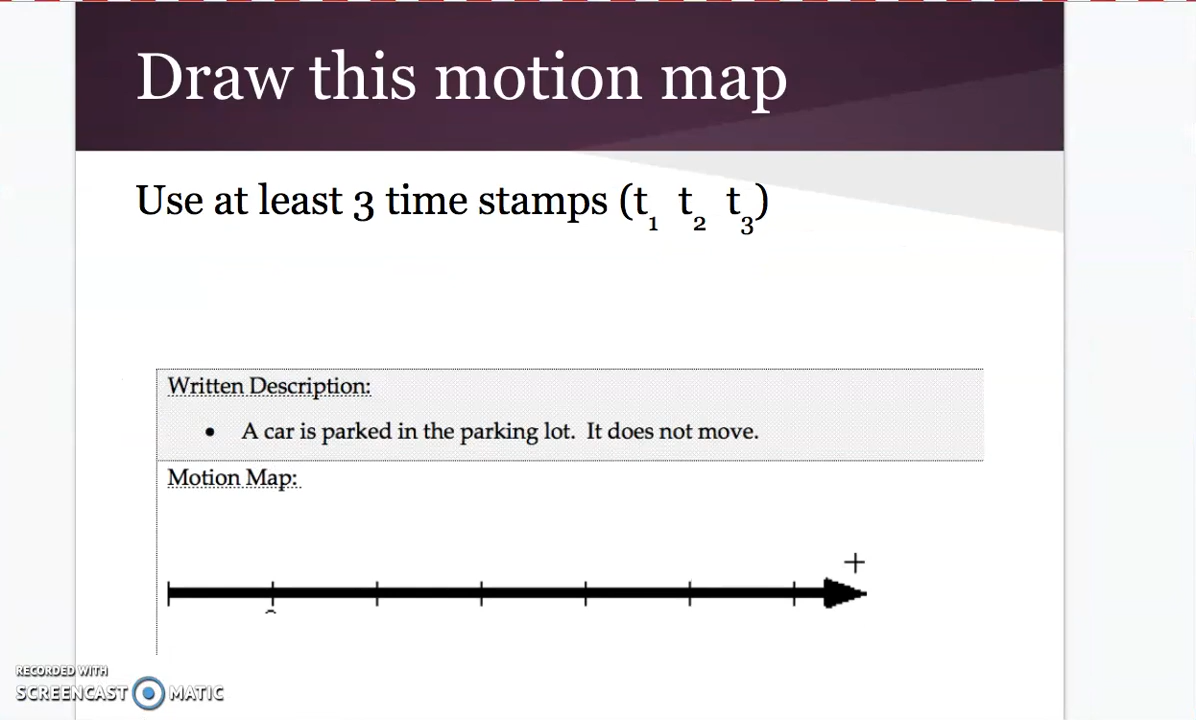 Draw this motion map
Use at least 3 time stamps (t₁ t₂ t₃)
Written Description:
• A car is parked in the parking lot. It does not move.
Motion Map:
+
RECORDED WITH
SCREENCAST MATIC